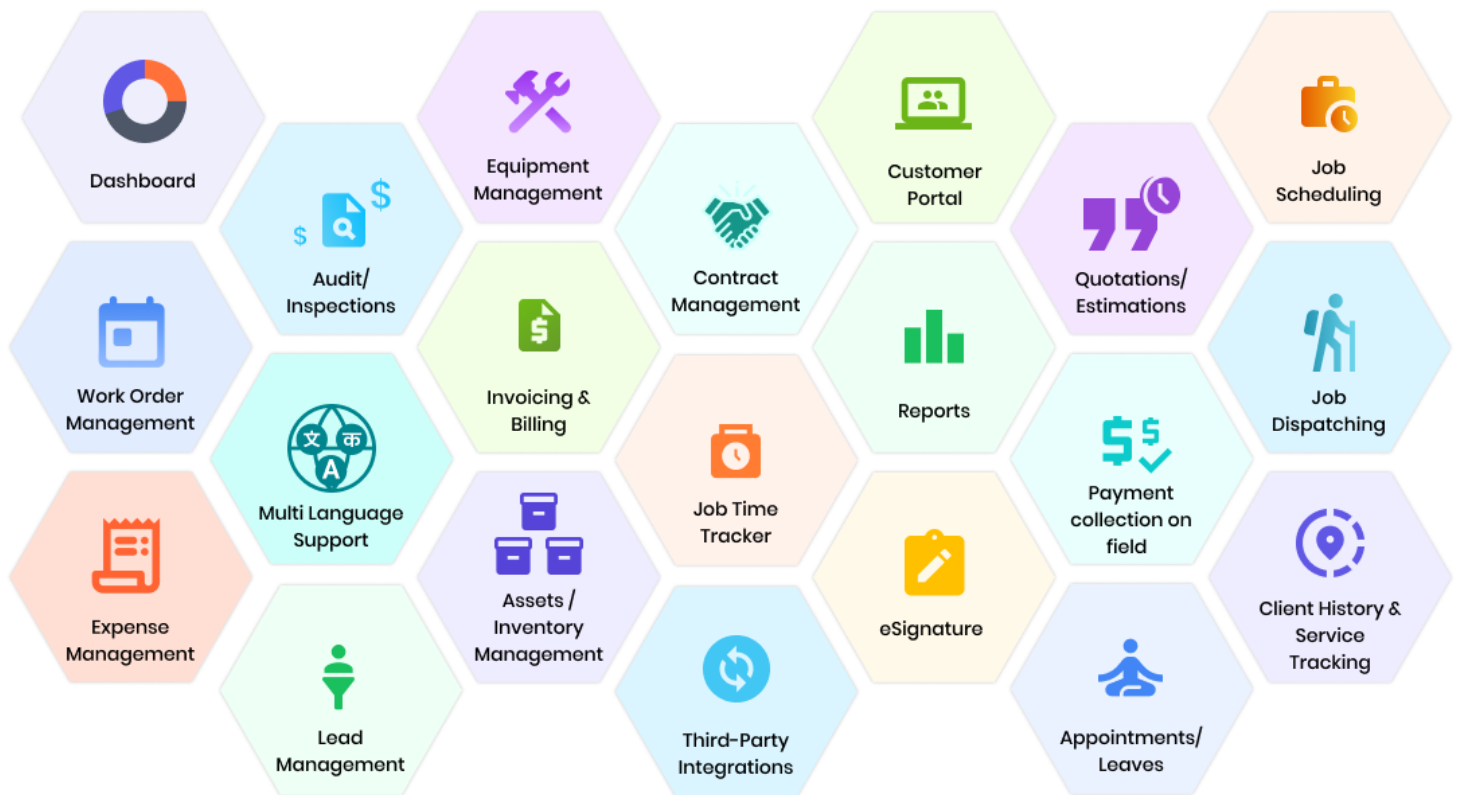 Dashboard
Equipment
Management
Customer
Portal
Job
Scheduling
$
$
Audit/
Inspections
Contract
Management
Quotations/
Estimations
Work Order
Management
$
Invoicing &
Billing
Reports
Job
Dispatching
文 क
A
Multi Language
Support
Job Time
Tracker
$ $
Payment
collection on
field
Expense
Management
Assets /
Inventory
Management
eSignature
Client History &
Service
Tracking
Lead
Management
Third-Party
Integrations
Appointments/
Leaves